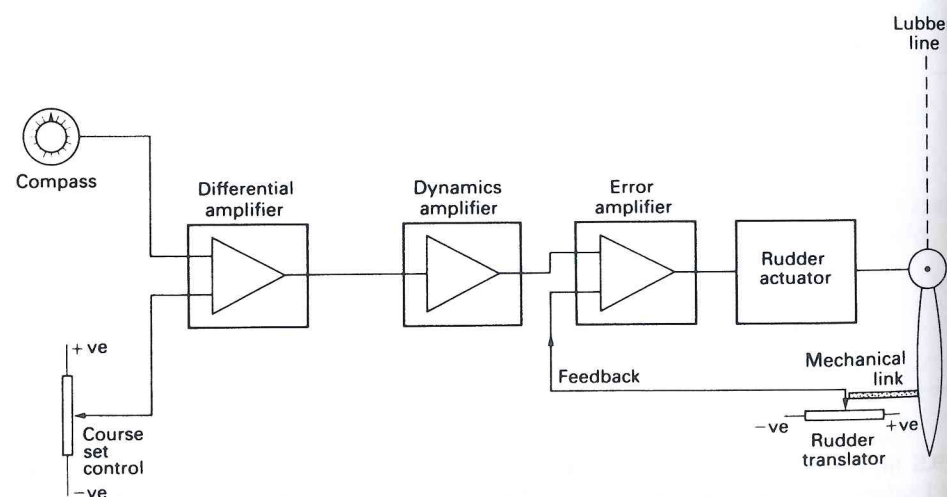 Lubbe
line
Compass
Differential
amplifier
Dynamics
amplifier
Error
amplifier
Rudder
actuator
+ ve
Course
set
control
−ve
Feedback
Mechanical
link
−ve
+ve
Rudder
translator